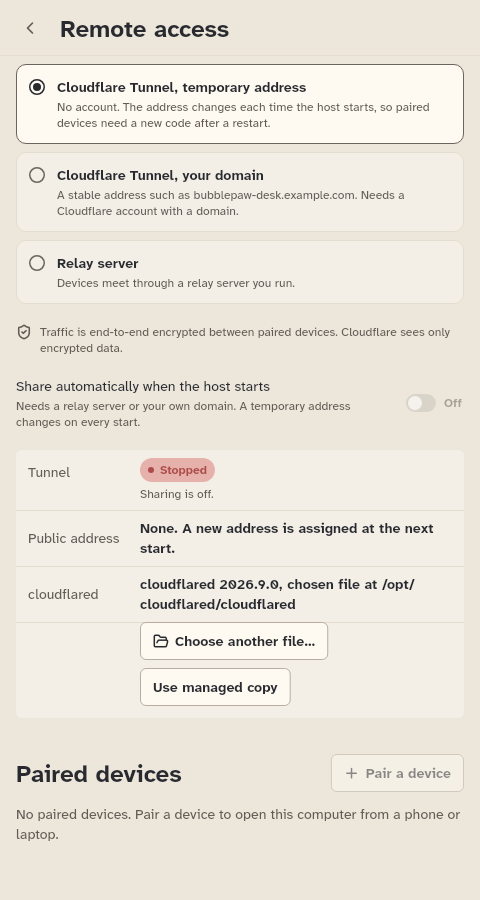 Remote access
Cloudflare Tunnel, temporary address
No account. The address changes each time the host starts, so paired
devices need a new code after a restart.
Cloudflare Tunnel, your domain
A stable address such as bubblepaw-desk.example.com. Needs a
Cloudflare account with a domain.
Relay server
Devices meet through a relay server you run.
Traffic is end-to-end encrypted between paired devices. Cloudflare sees only
encrypted data.
Share automatically when the host starts
Needs a relay server or your own domain. A temporary address
changes on every start.
Off
Tunnel
Stopped
Sharing is off.
Public address
None. A new address is assigned at the next
start.
cloudflared
cloudflared 2026.9.0, chosen file at /opt/
cloudflared/cloudflared
Choose another file...
Use managed copy
Paired devices
Pair a device
No paired devices. Pair a device to open this computer from a phone or
laptop.